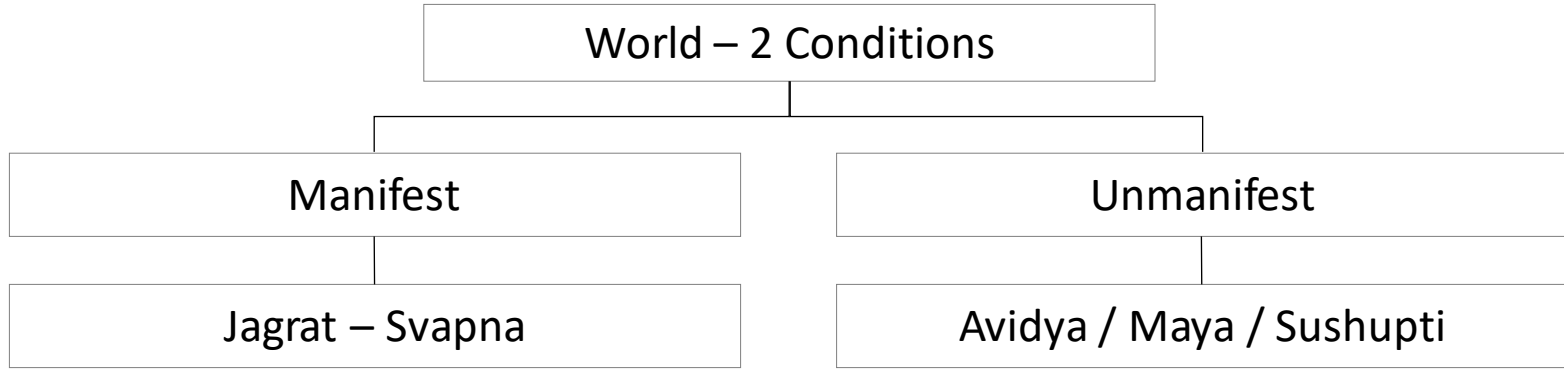 World – 2 Conditions
Manifest
Unmanifest
Jagrat – Svapna
Avidya / Maya / Sushupti